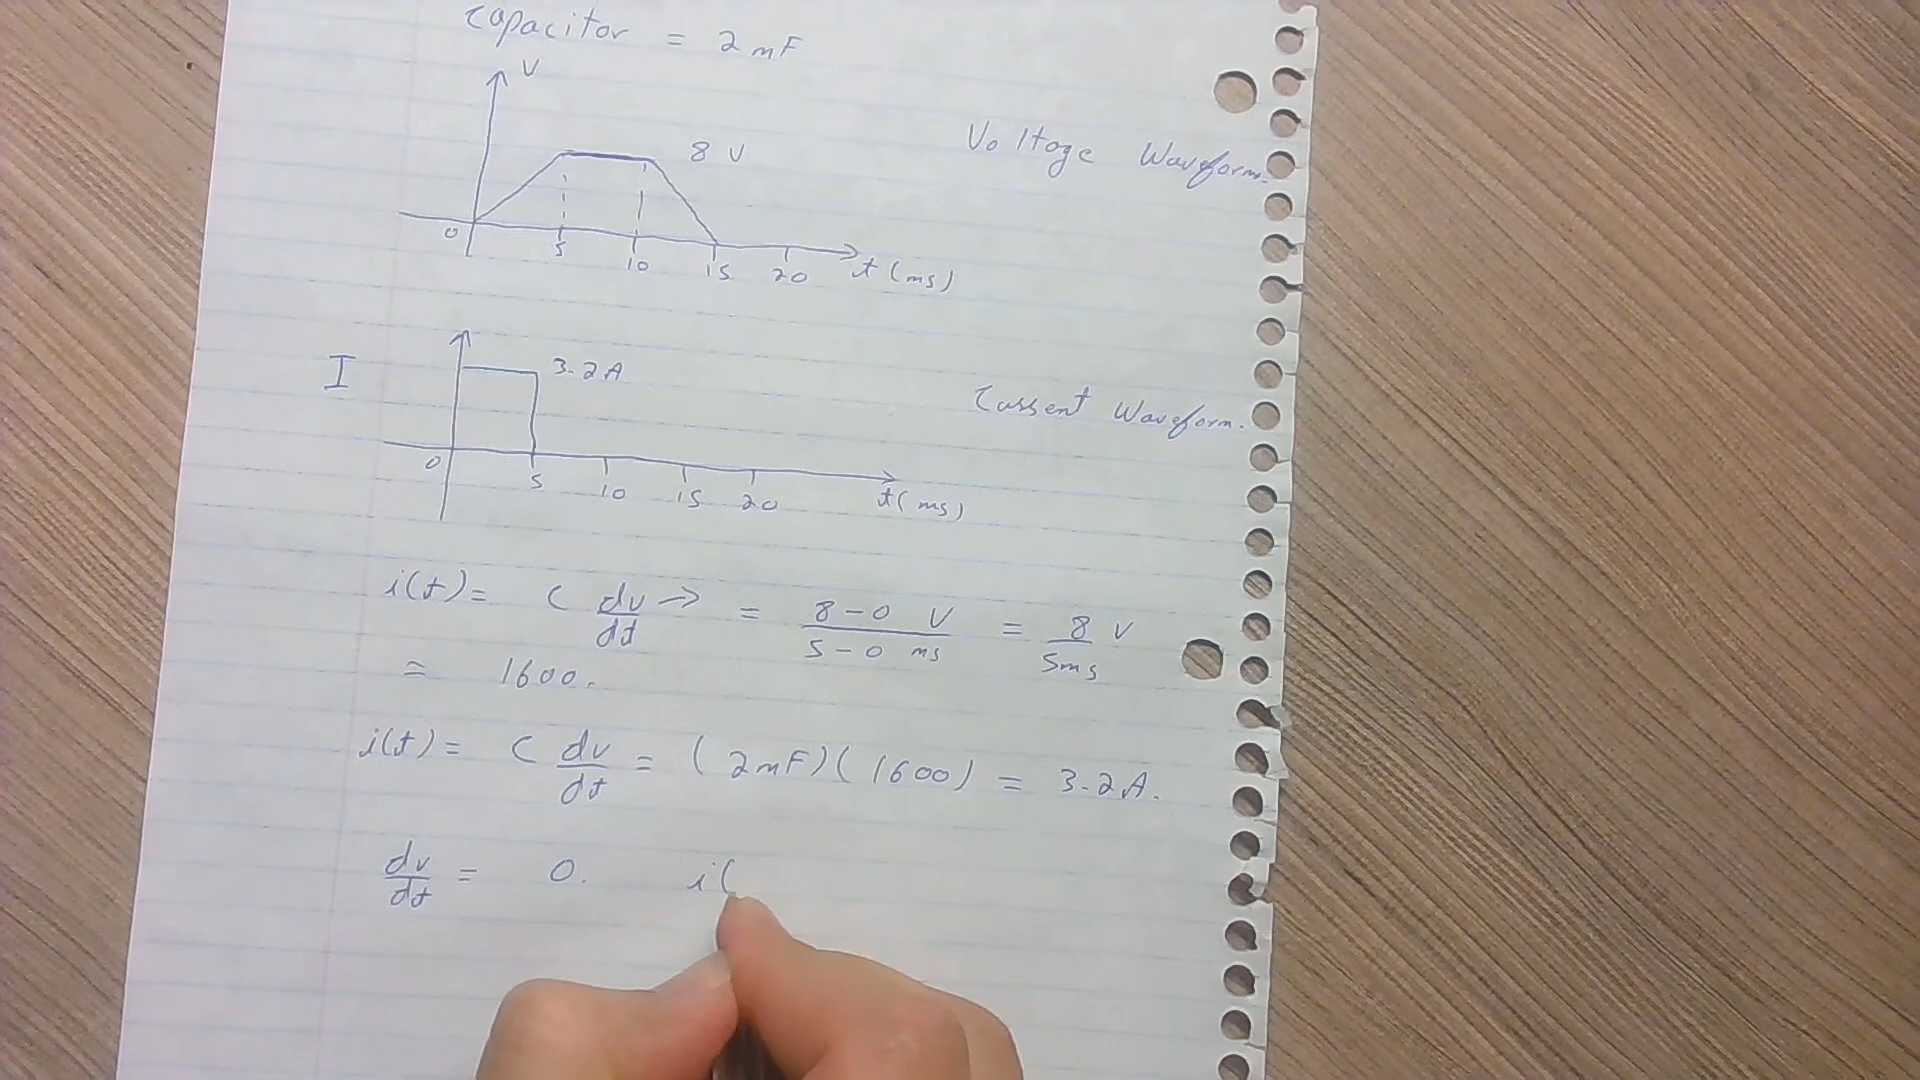 Capacitor = 2 mF
V
8 V
Voltage Waveform.
0 5 10 15 20 t (ms)
I
3.2A
Current Waveform.
0 5 10 15 20 t(ms)
i(t) = C dv/dt → = 8-0 V / 5-0 ms = 8 V / 5ms
= 1600.
i(t) = C dv/dt = (2mF)(1600) = 3.2A.
dv/dt = 0. i(